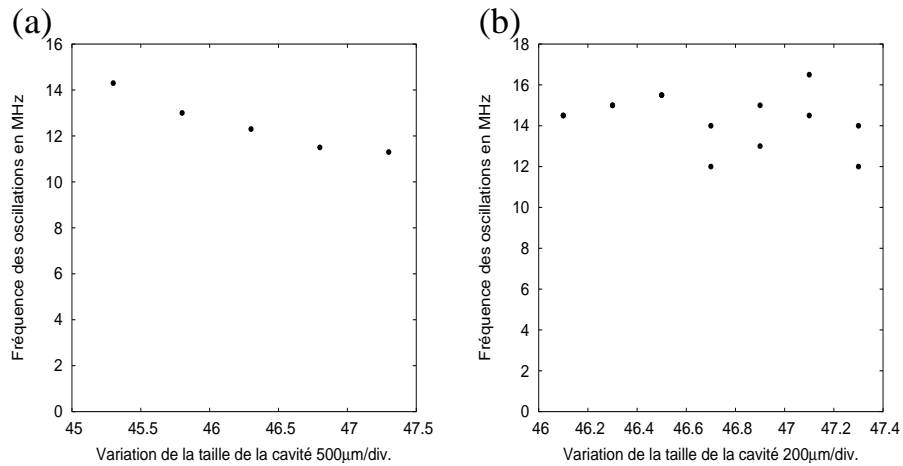 (a)
Fréquence des oscillations en MHz
16
14
12
10
8
6
4
2
0
45 45.5 46 46.5 47 47.5
Variation de la taille de la cavité 500µm/div.
(b)
Fréquence des oscillations en MHz
18
16
14
12
10
8
6
4
2
0
46 46.2 46.4 46.6 46.8 47 47.2 47.4
Variation de la taille de la cavité 200µm/div.